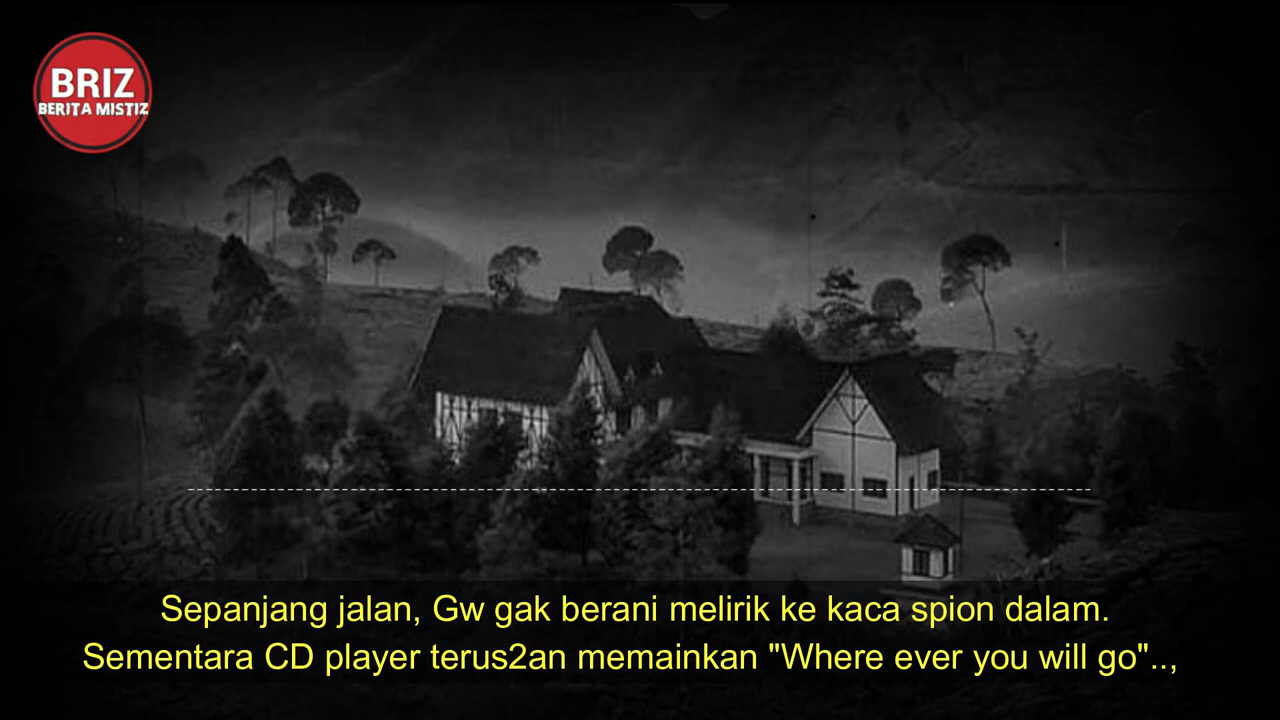 BRIZ
BERITA MISTIZ
Sepanjang jalan, Gw gak berani melirik ke kaca spion dalam.
Sementara CD player terus2an memainkan "Where ever you will go"..,